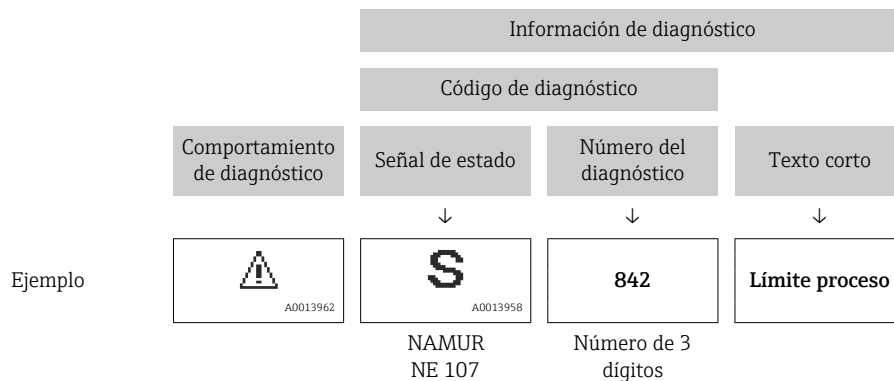 Información de diagnóstico
Código de diagnóstico
Comportamiento
de diagnóstico
Señal de estado
Número del
diagnóstico
Texto corto
↓
↓
↓
Ejemplo
A0013962
S
A0013958
842
Límite proceso
NAMUR
NE 107
Número de 3
dígitos